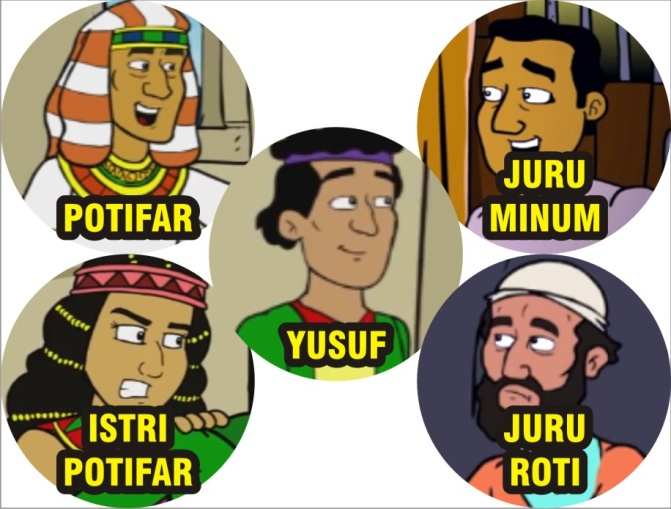 POTIFAR
JURU
MINUM
YUSUF
ISTRI
POTIFAR
JURU
ROTI